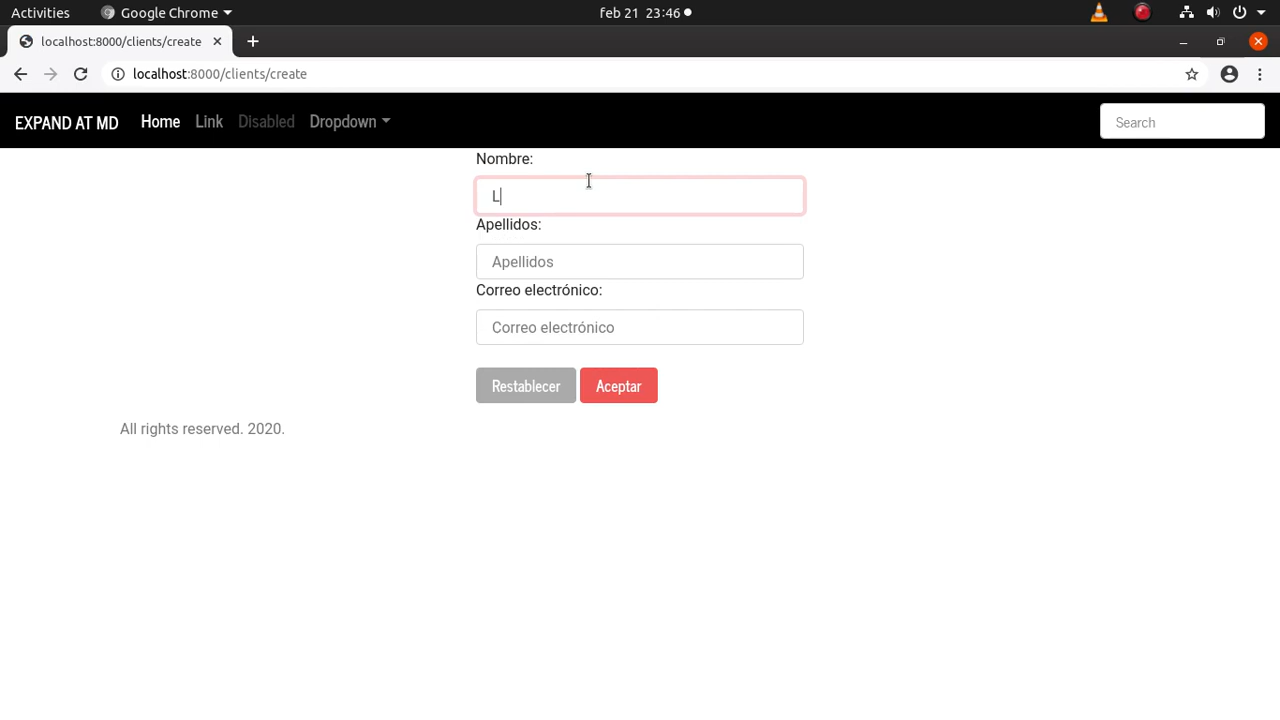 Activities Google Chrome feb 21 23:46
localhost:8000/clients/create
localhost:8000/clients/create
EXPAND AT MD Home Link Disabled Dropdown Search
Nombre:
L
Apellidos:
Apellidos
Correo electrónico:
Correo electrónico
Restablecer Aceptar
All rights reserved. 2020.